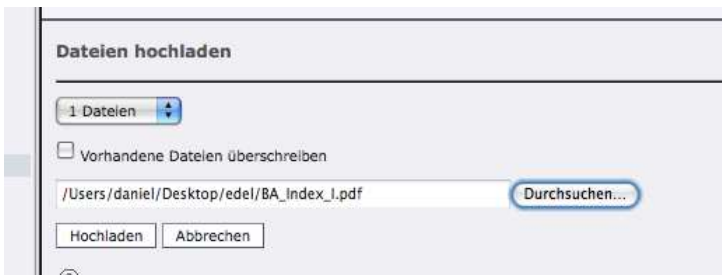 Dateien hochladen
1 Dateien
Vorhandene Dateien überschreiben
/Users/daniel/Desktop/edel/BA_Index_I.pdf Durchsuchen...
Hochladen Abbrechen